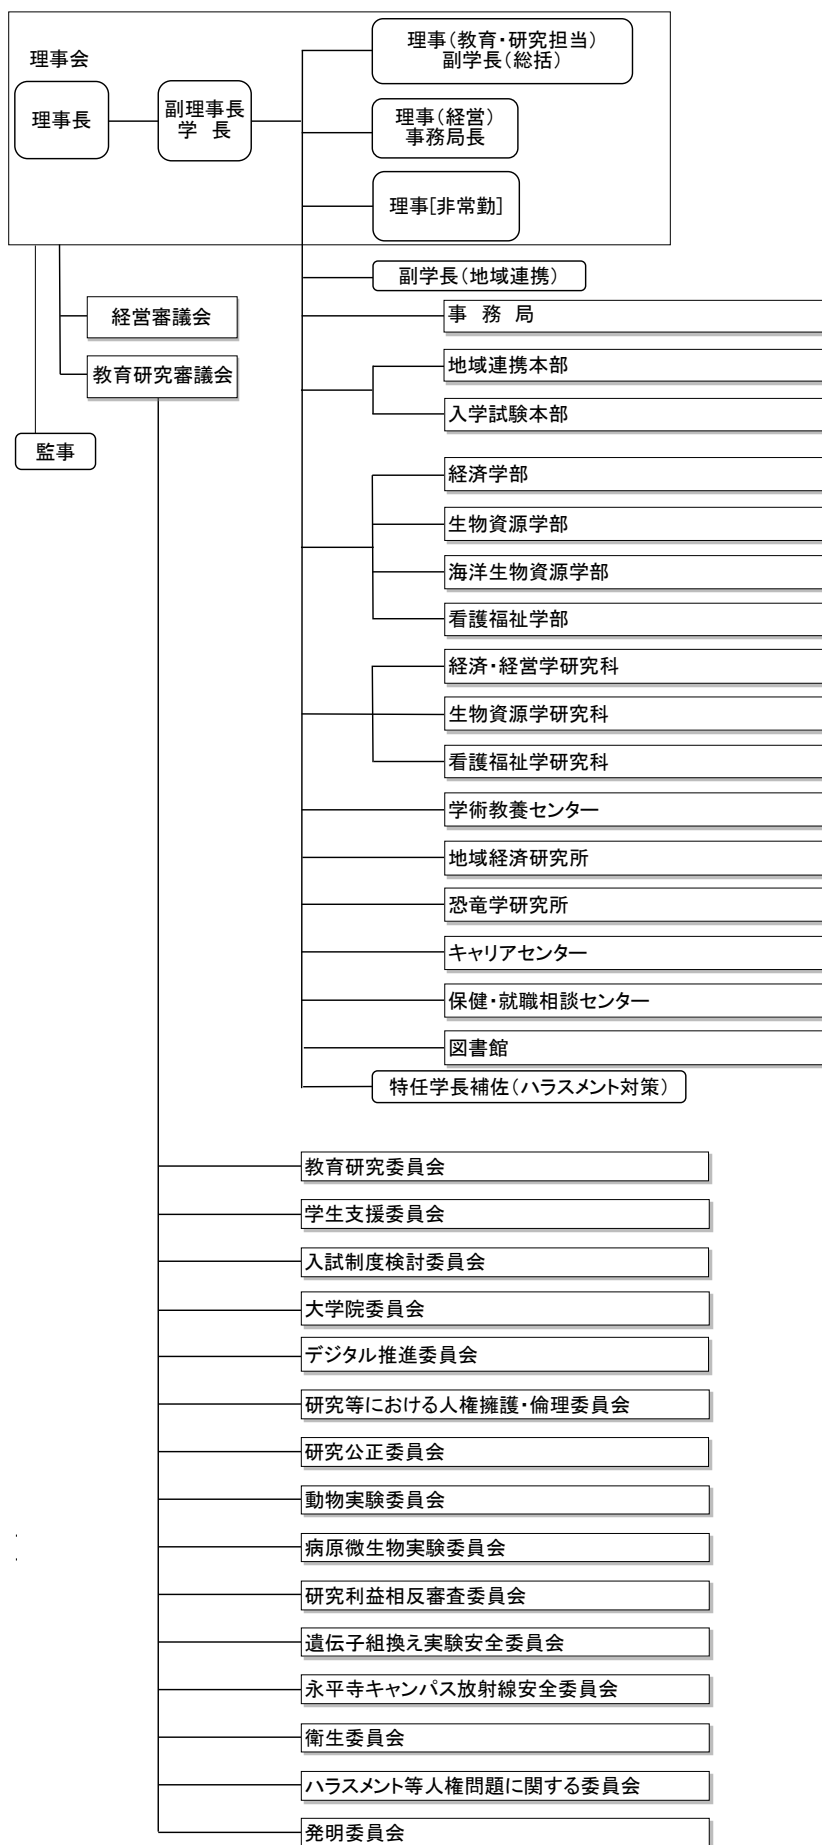 理事会
理事長
副理事長
学 長
理事(教育・研究担当)
副学長(総括)
理事(経営)
事務局長
理事[非常勤]
副学長(地域連携)
経営審議会
教育研究審議会
監事
事 務 局
地域連携本部
入学試験本部
経済学部
生物資源学部
海洋生物資源学部
看護福祉学部
経済・経営学研究科
生物資源学研究科
看護福祉学研究科
学術教養センター
地域経済研究所
恐竜学研究所
キャリアセンター
保健・就職相談センター
図書館
特任学長補佐(ハラスメント対策)
教育研究委員会
学生支援委員会
入試制度検討委員会
大学院委員会
デジタル推進委員会
研究等における人権擁護・倫理委員会
研究公正委員会
動物実験委員会
病原微生物実験委員会
研究利益相反審査委員会
遺伝子組換え実験安全委員会
永平寺キャンパス放射線安全委員会
衛生委員会
ハラスメント等人権問題に関する委員会
発明委員会